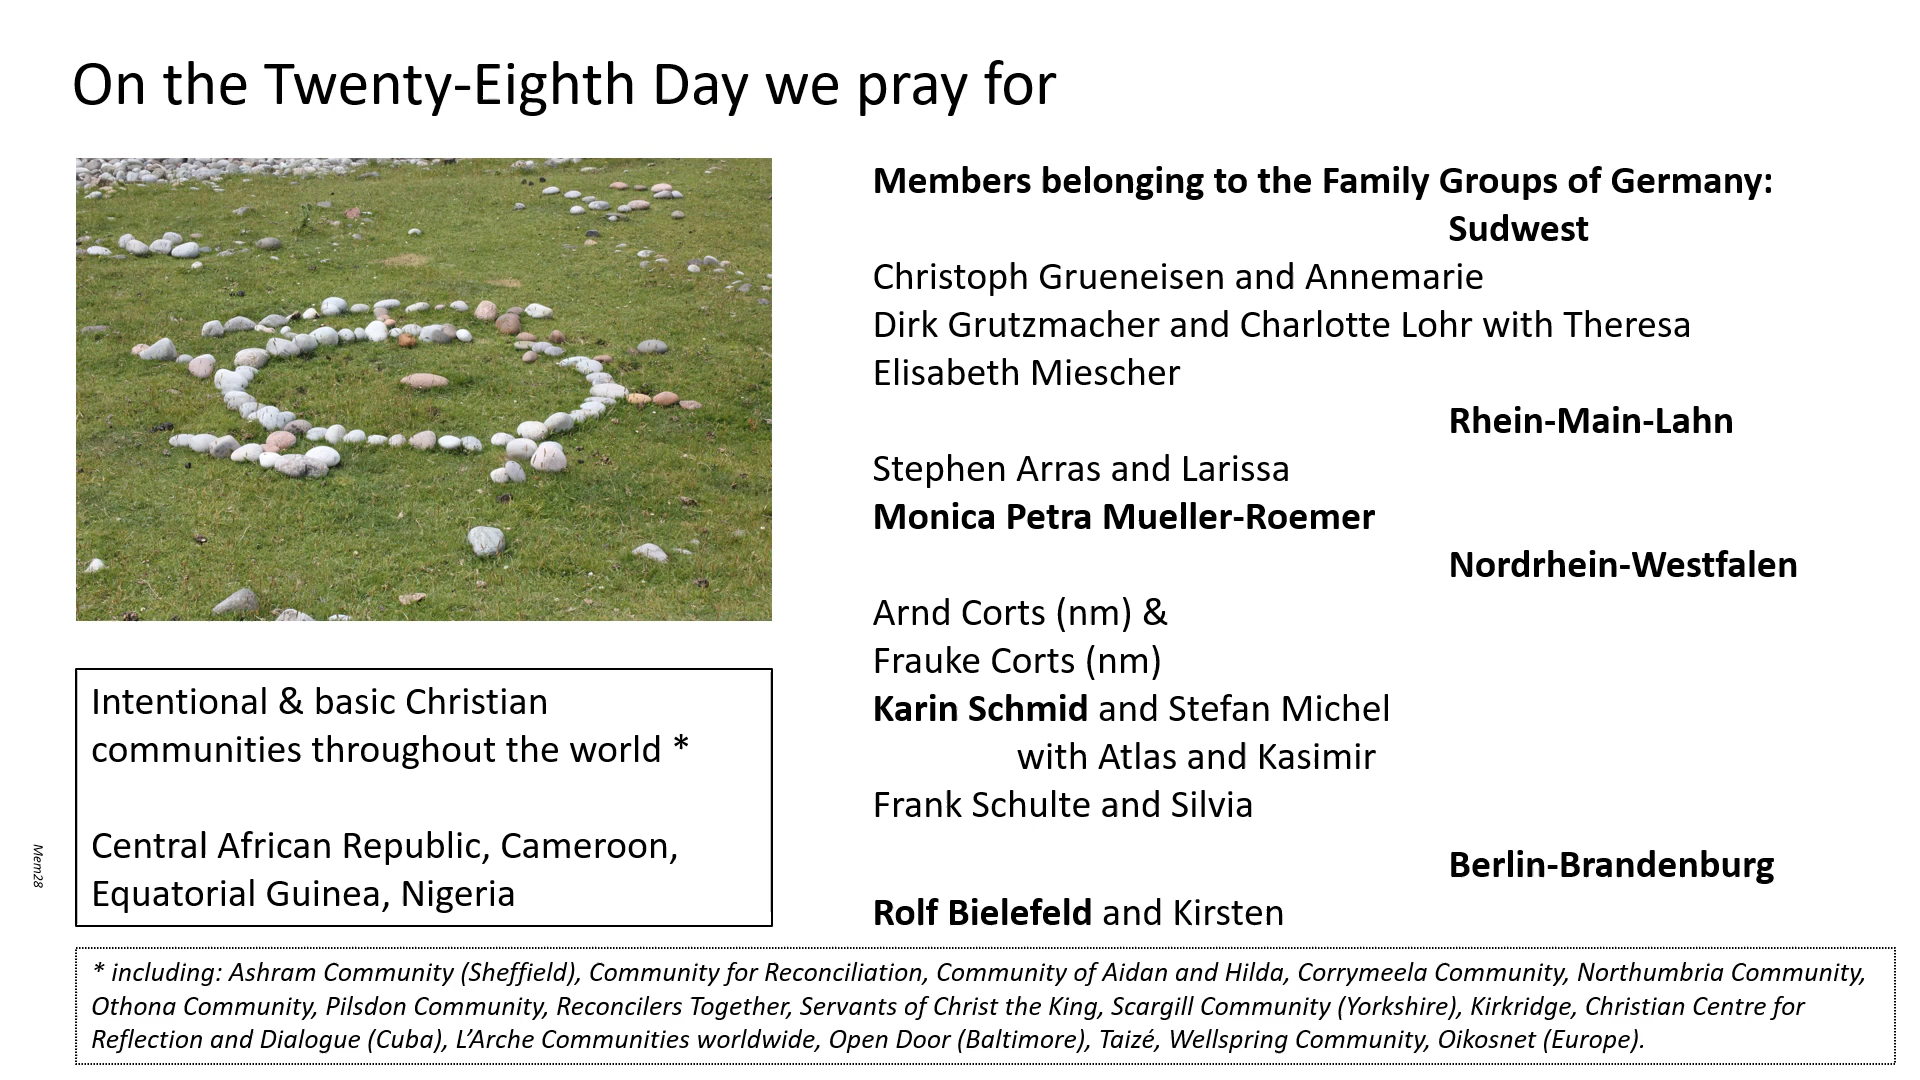 On the Twenty-Eighth Day we pray for
Members belonging to the Family Groups of Germany:
Sudwest
Christoph Grueneisen and Annemarie
Dirk Grutzmacher and Charlotte Lohr with Theresa
Elisabeth Miescher
Rhein-Main-Lahn
Stephen Arras and Larissa
Monica Petra Mueller-Roemer
Nordrhein-Westfalen
Arnd Corts (nm) &
Frauke Corts (nm)
Karin Schmid and Stefan Michel
with Atlas and Kasimir
Frank Schulte and Silvia
Berlin-Brandenburg
Rolf Bielefeld and Kirsten
Intentional & basic Christian
communities throughout the world *
Central African Republic, Cameroon,
Equatorial Guinea, Nigeria
Mem28
* including: Ashram Community (Sheffield), Community for Reconciliation, Community of Aidan and Hilda, Corrymeela Community, Northumbria Community,
Othona Community, Pilsdon Community, Reconcilers Together, Servants of Christ the King, Scargill Community (Yorkshire), Kirkridge, Christian Centre for
Reflection and Dialogue (Cuba), L’Arche Communities worldwide, Open Door (Baltimore), Taizé, Wellspring Community, Oikosnet (Europe).